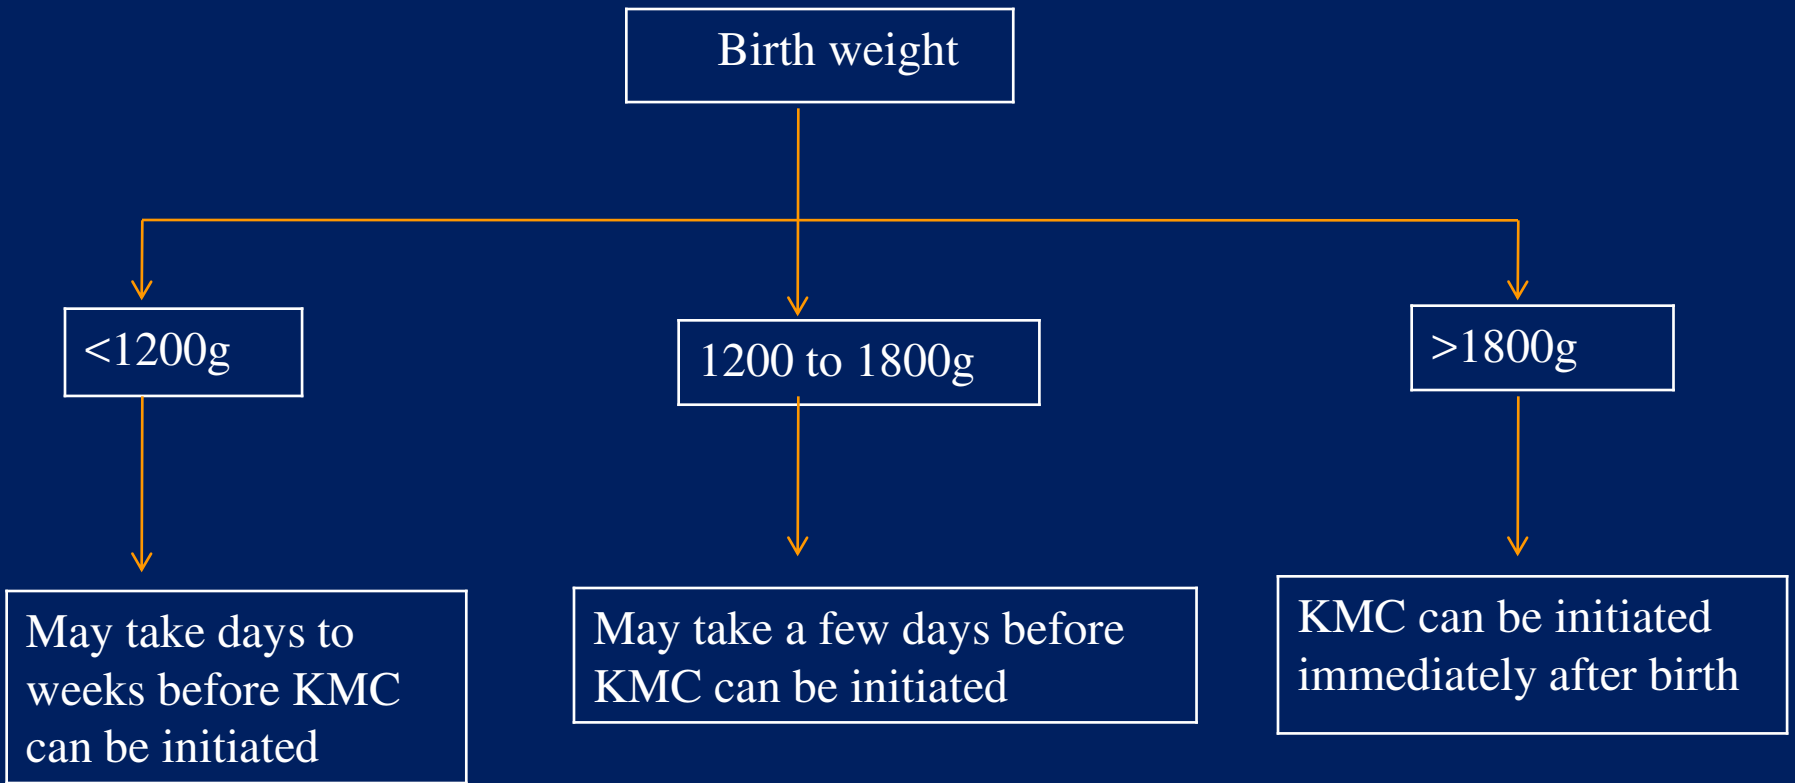 Birth weight
<1200g
1200 to 1800g
>1800g
May take days to
weeks before KMC
can be initiated
May take a few days before
KMC can be initiated
KMC can be initiated
immediately after birth